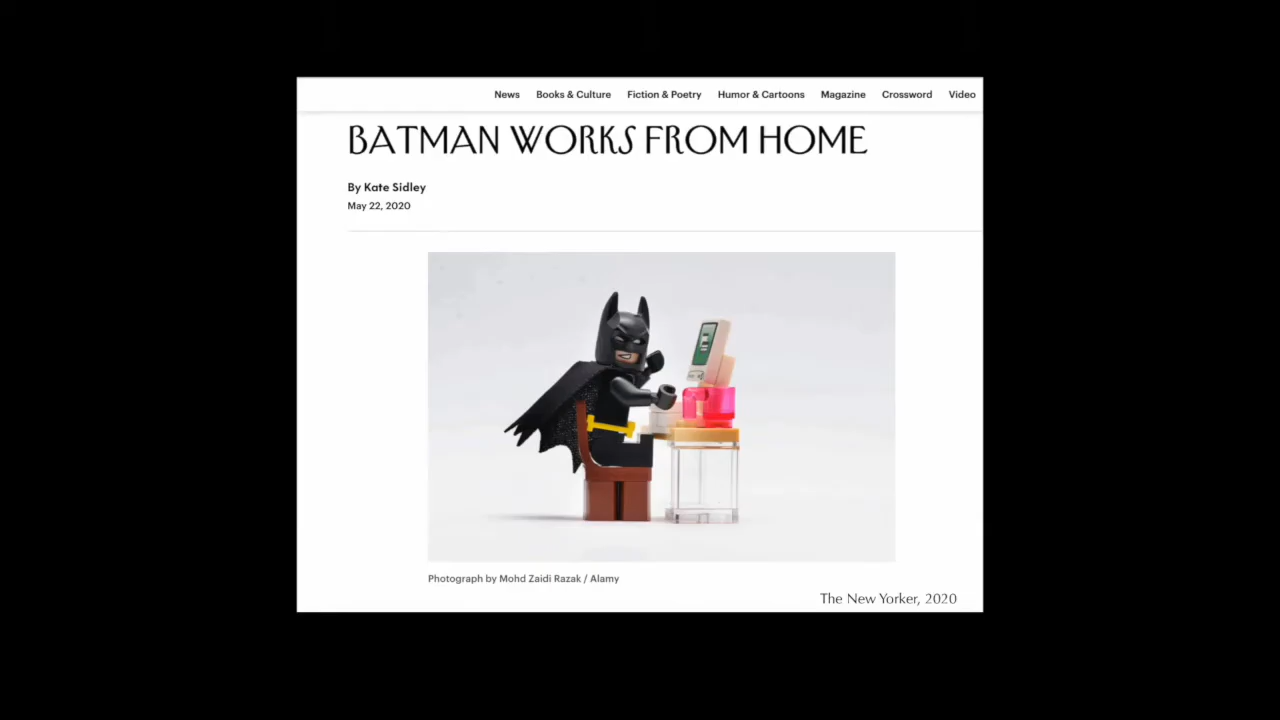 News Books & Culture Fiction & Poetry Humor & Cartoons Magazine Crossword Video
BATMAN WORKS FROM HOME
By Kate Sidley
May 22, 2020
Photograph by Mohd Zaidi Razak / Alamy
The New Yorker, 2020